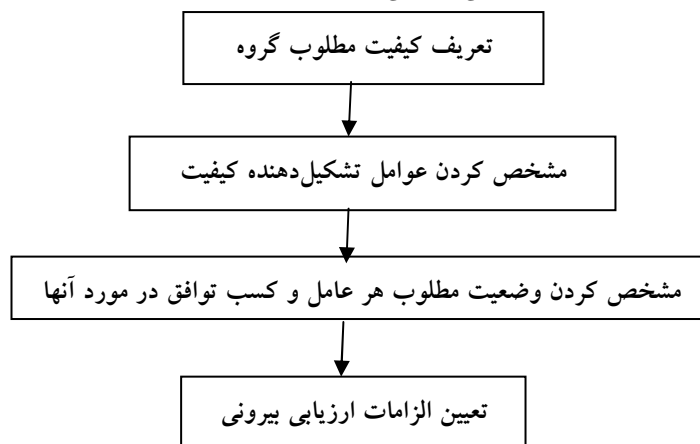 تعریف کیفیت مطلوب گروه
مشخص کردن عوامل تشکیل‌دهنده کیفیت
مشخص کردن وضعیت مطلوب هر عامل و کسب توافق در مورد آنها
تعیین الزامات ارزیابی بیرونی